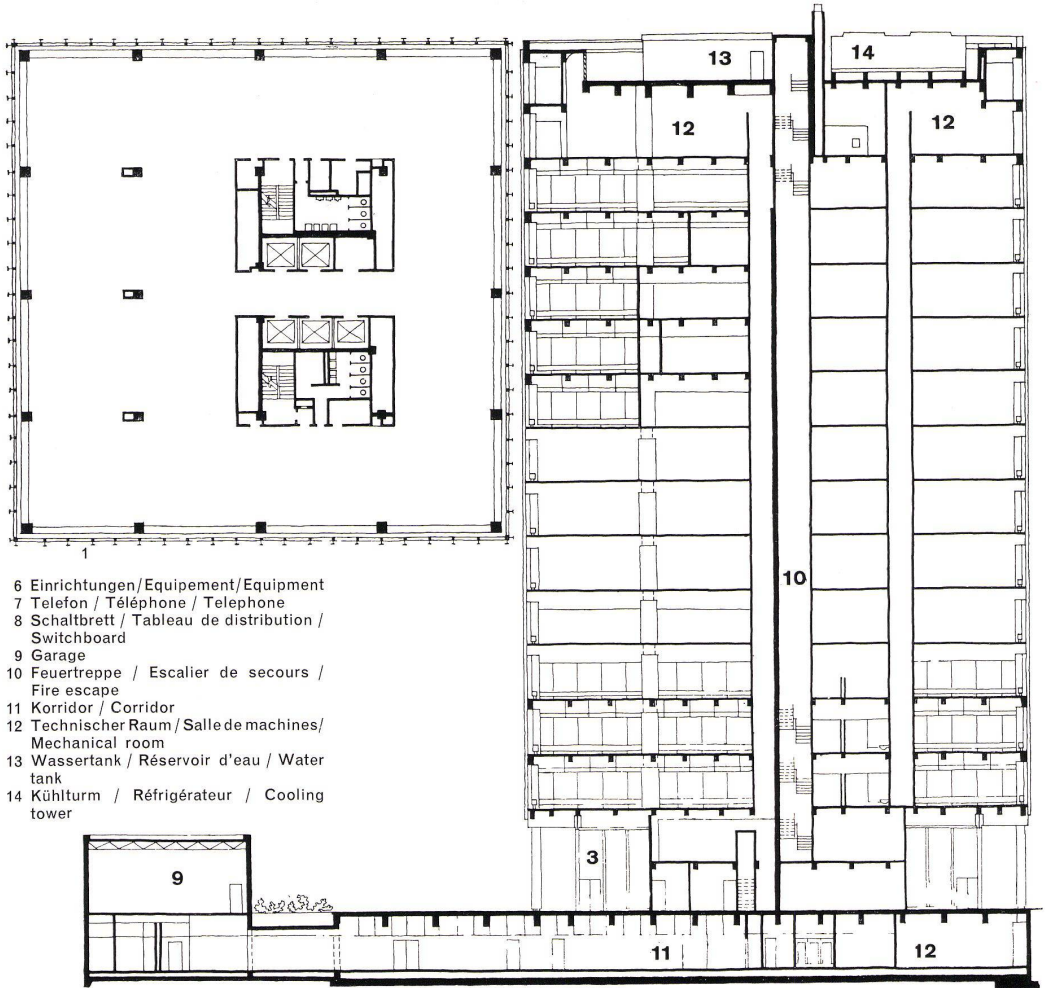 1
6 Einrichtungen/Equipement/Equipment
7 Telefon / Téléphone / Telephone
8 Schaltbrett / Tableau de distribution /
Switchboard
9 Garage
10 Feuertreppe / Escalier de secours /
Fire escape
11 Korridor / Corridor
12 Technischer Raum / Salle de machines/
Mechanical room
13 Wassertank / Réservoir d'eau / Water
tank
14 Kühlturm / Réfrigérateur / Cooling
tower
13
14
12
12
10
3
9
11
12